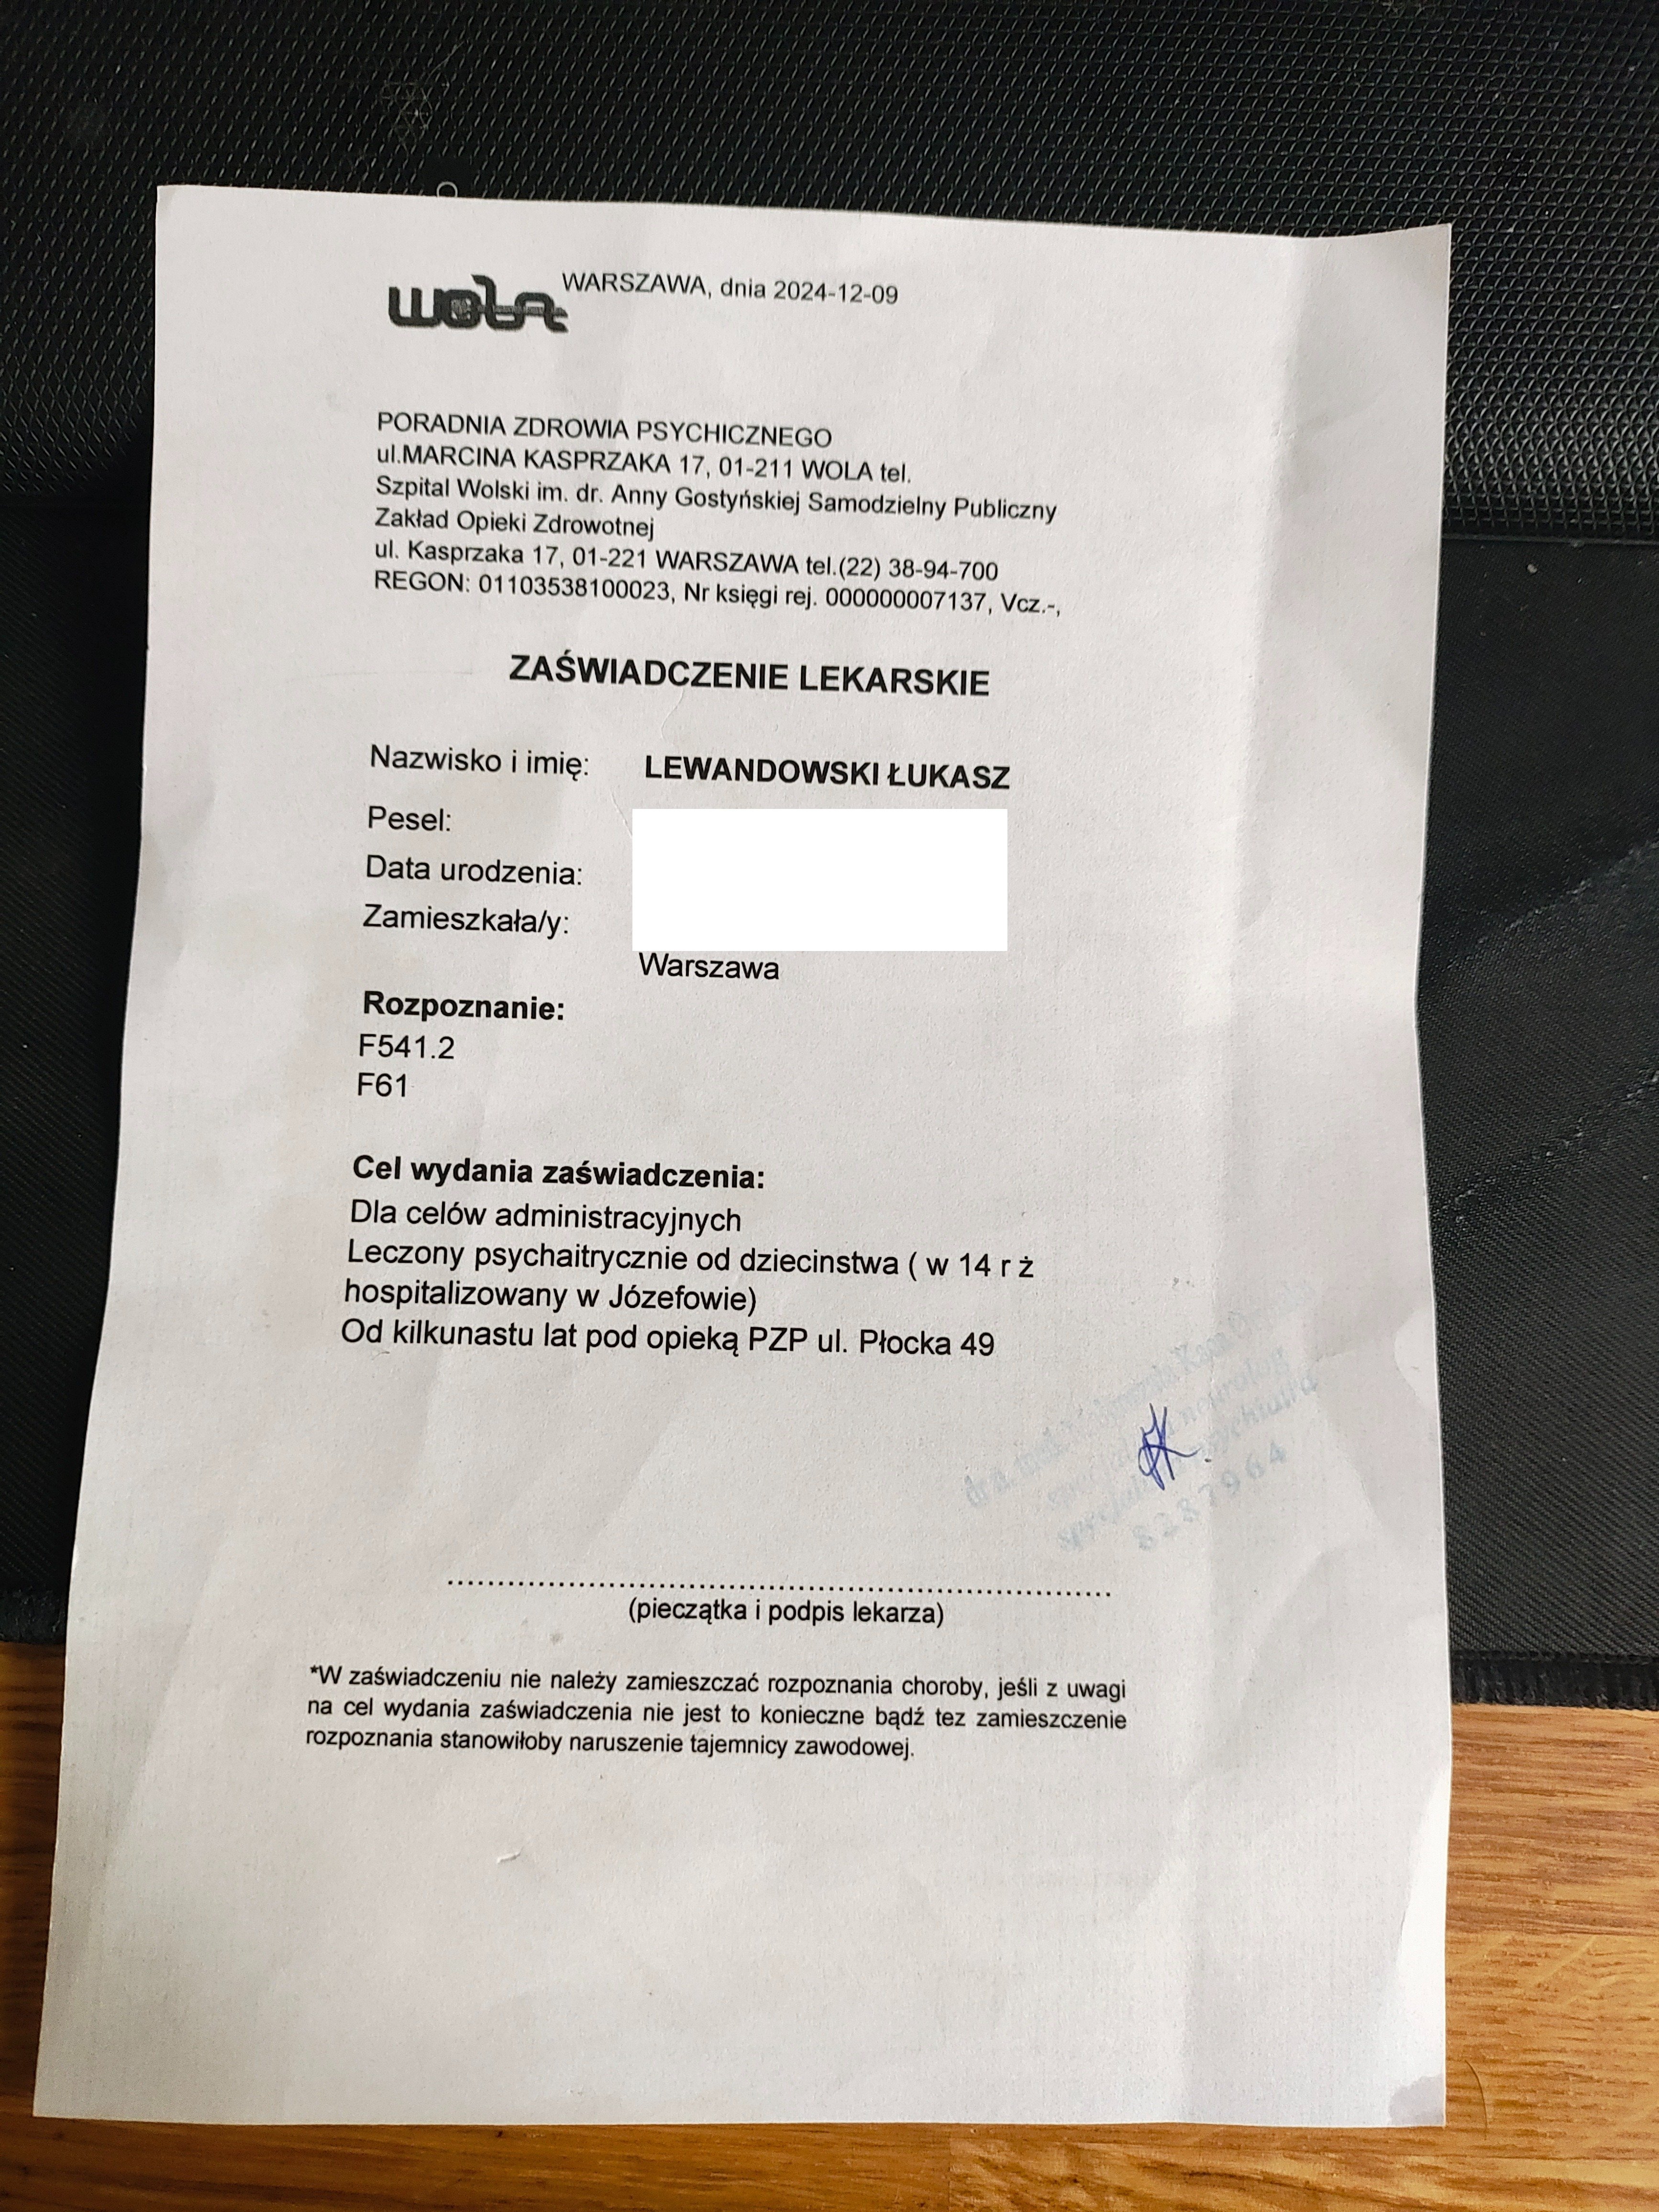 wola
WARSZAWA, dnia 2024-12-09
PORADNIA ZDROWIA PSYCHICZNEGO
ul.MARCINA KASPRZAKA 17, 01-211 WOLA tel.
Szpital Wolski im. dr. Anny Gostyńskiej Samodzielny Publiczny
Zakład Opieki Zdrowotnej
ul. Kasprzaka 17, 01-221 WARSZAWA tel.(22) 38-94-700
REGON: 01103538100023, Nr księgi rej. 000000007137, Vcz.-,
ZAŚWIADCZENIE LEKARSKIE
Nazwisko i imię: LEWANDOWSKI ŁUKASZ
Pesel:
Data urodzenia:
Zamieszkała/y:
Warszawa
Rozpoznanie:
F541.2
F61
Cel wydania zaświadczenia:
Dla celów administracyjnych
Leczony psychaitrycznie od dziecinstwa ( w 14 r ż
hospitalizowany w Józefowie)
Od kilkunastu lat pod opieką PZP ul. Płocka 49
dr n. med.
neurolog
8287964
(pieczątka i podpis lekarza)
*W zaświadczeniu nie należy zamieszczać rozpoznania choroby, jeśli z uwagi
na cel wydania zaświadczenia nie jest to konieczne bądź tez zamieszczenie
rozpoznania stanowiłoby naruszenie tajemnicy zawodowej.